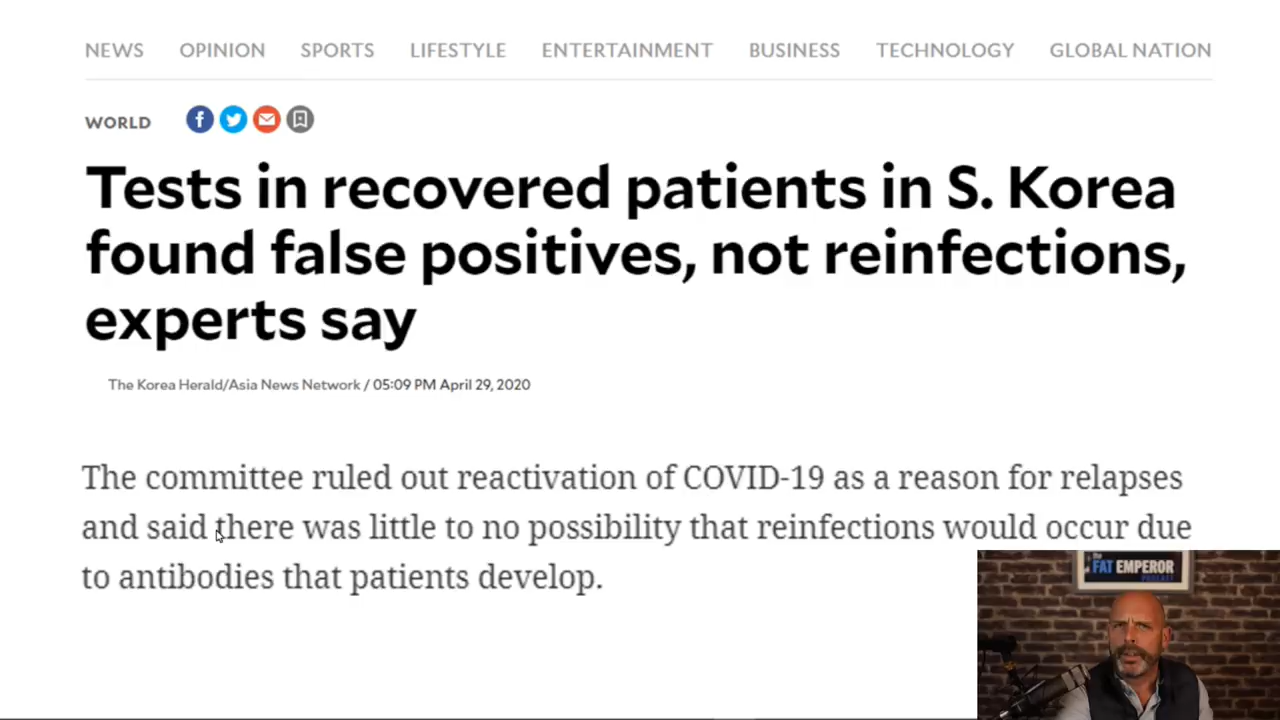 NEWS OPINION SPORTS LIFESTYLE ENTERTAINMENT BUSINESS TECHNOLOGY GLOBAL NATION
WORLD
Tests in recovered patients in S. Korea
found false positives, not reinfections,
experts say
The Korea Herald/Asia News Network / 05:09 PM April 29, 2020
The committee ruled out reactivation of COVID-19 as a reason for relapses
and said there was little to no possibility that reinfections would occur due
to antibodies that patients develop.
the
FAT EMPEROR
PODCAST